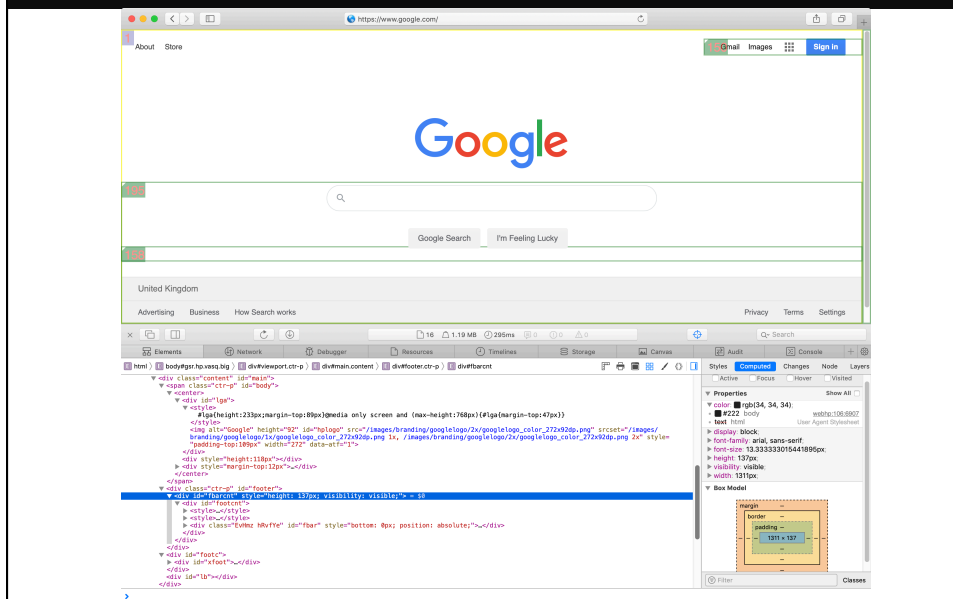 https://www.google.com/
About Store
Gmail Images Sign in
Google
Google Search I'm Feeling Lucky
United Kingdom
Advertising Business How Search works Privacy Terms Settings
16 1.19 MB 295ms 0 0 0 Search
Elements Network Debugger Resources Timelines Storage Canvas Audit Console
html body#gsr.hp.vasq.big div#viewport.ctr-p div#main.content div#footer.ctr-p div#fbarcnt Styles Computed Changes Node Layers
Active Focus Hover Visited
<div class="content" id="main">
<span class="ctr-p" id="body">
<center>
<div id="lga">
<style>
#lga{height:233px;margin-top:89px}@media only screen and (max-height:768px){#lga{margin-top:47px}}
</style>
<img alt="Google" height="92" id="hplogo" src="/images/branding/googlelogo/1x/googlelogo_color_272x92dp.png" srcset="/images/
branding/googlelogo/1x/googlelogo_color_272x92dp.png 1x, /images/branding/googlelogo/2x/googlelogo_color_272x92dp.png 2x" style=
"padding-top:109px" width="272" data-atf="1">
</div>
<div style="height:118px"></div>
<div style="margin-top:12px">…</div>
</center>
</span>
<div class="ctr-p" id="footer">
<div id="fbarcnt" style="height: 137px; visibility: visible;"> = $0
<div id="footcnt">
<style>…</style>
<style>…</style>
<div class="EvHmz hRvfYe" id="fbar" style="bottom: 0px; position: absolute;">…</div>
</div>
</div>
</div>
<div id="footc">
<div id="xfoot">…</div>
</div>
<div id="lb"></div>
</div>
Properties Show All
color: rgb(34, 34, 34);
#222 body webhp:106:6907
text html User Agent Stylesheet
display: block;
font-family: arial, sans-serif;
font-size: 13.333333015441895px;
height: 137px;
visibility: visible;
width: 1311px;
Box Model
margin
border
padding
1311 × 137
Filter Classes